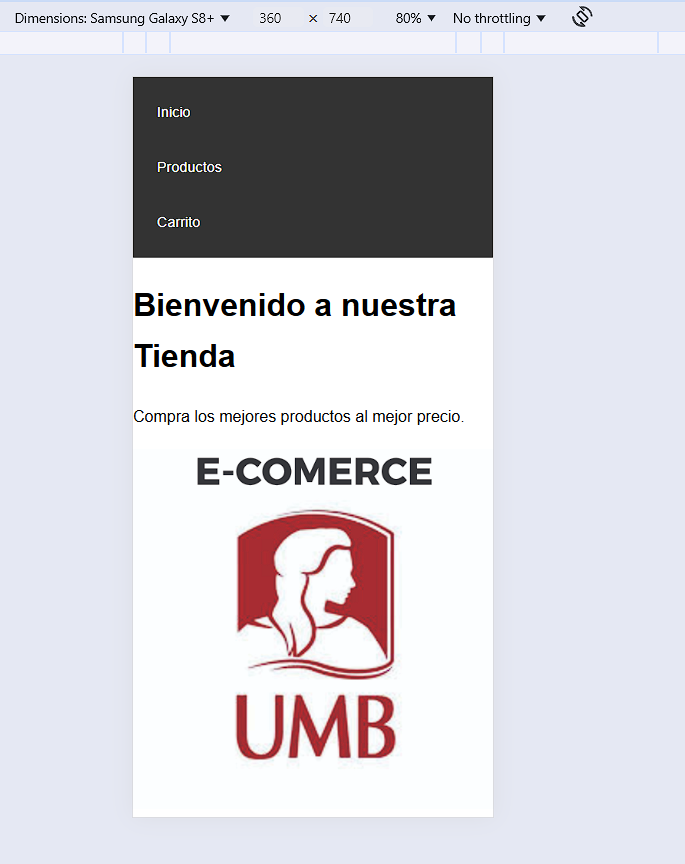 Dimensions: Samsung Galaxy S8+ 360 × 740 80% No throttling
Inicio
Productos
Carrito
Bienvenido a nuestra
Tienda
Compra los mejores productos al mejor precio.
E-COMERCE
UMB